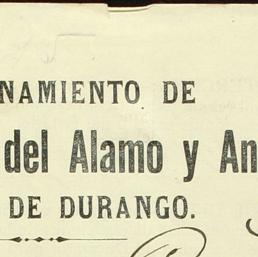 NAMIENTO DE
del Alamo y An
DE DURANGO.